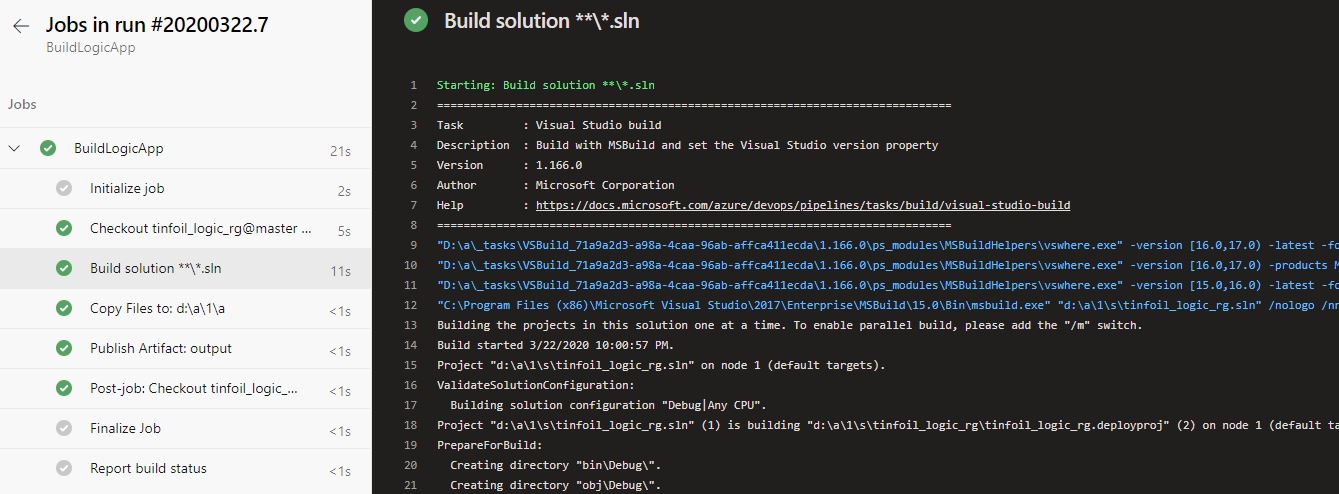 Jobs in run #20200322.7
BuildLogicApp
Jobs
BuildLogicApp 21s
Initialize job 2s
Checkout tinfoil_logic_rg@master ... 5s
Build solution **\*.sln 11s
Copy Files to: d:\a\1\a <1s
Publish Artifact: output <1s
Post-job: Checkout tinfoil_logic_... <1s
Finalize Job <1s
Report build status <1s
Build solution **\*.sln
1 Starting: Build solution **\*.sln
2 ==============================================================================
3 Task         : Visual Studio build
4 Description  : Build with MSBuild and set the Visual Studio version property
5 Version      : 1.166.0
6 Author       : Microsoft Corporation
7 Help         : https://docs.microsoft.com/azure/devops/pipelines/tasks/build/visual-studio-build
8 ==============================================================================
9 "D:\a\_tasks\VSBuild_71a9a2d3-a98a-4caa-96ab-affca411ecda\1.166.0\ps_modules\MSBuildHelpers\vswhere.exe" -version [16.0,17.0) -latest -fo
10 "D:\a\_tasks\VSBuild_71a9a2d3-a98a-4caa-96ab-affca411ecda\1.166.0\ps_modules\MSBuildHelpers\vswhere.exe" -version [16.0,17.0) -products M
11 "D:\a\_tasks\VSBuild_71a9a2d3-a98a-4caa-96ab-affca411ecda\1.166.0\ps_modules\MSBuildHelpers\vswhere.exe" -version [15.0,16.0) -latest -fo
12 "C:\Program Files (x86)\Microsoft Visual Studio\2017\Enterprise\MSBuild\15.0\Bin\msbuild.exe" "d:\a\1\s\tinfoil_logic_rg.sln" /nologo /nr
13 Building the projects in this solution one at a time. To enable parallel build, please add the "/m" switch.
14 Build started 3/22/2020 10:00:57 PM.
15 Project "d:\a\1\s\tinfoil_logic_rg.sln" on node 1 (default targets).
16 ValidateSolutionConfiguration:
17   Building solution configuration "Debug|Any CPU".
18 Project "d:\a\1\s\tinfoil_logic_rg.sln" (1) is building "d:\a\1\s\tinfoil_logic_rg\tinfoil_logic_rg.deployproj" (2) on node 1 (default ta
19 PrepareForBuild:
20   Creating directory "bin\Debug\".
21   Creating directory "obj\Debug\".